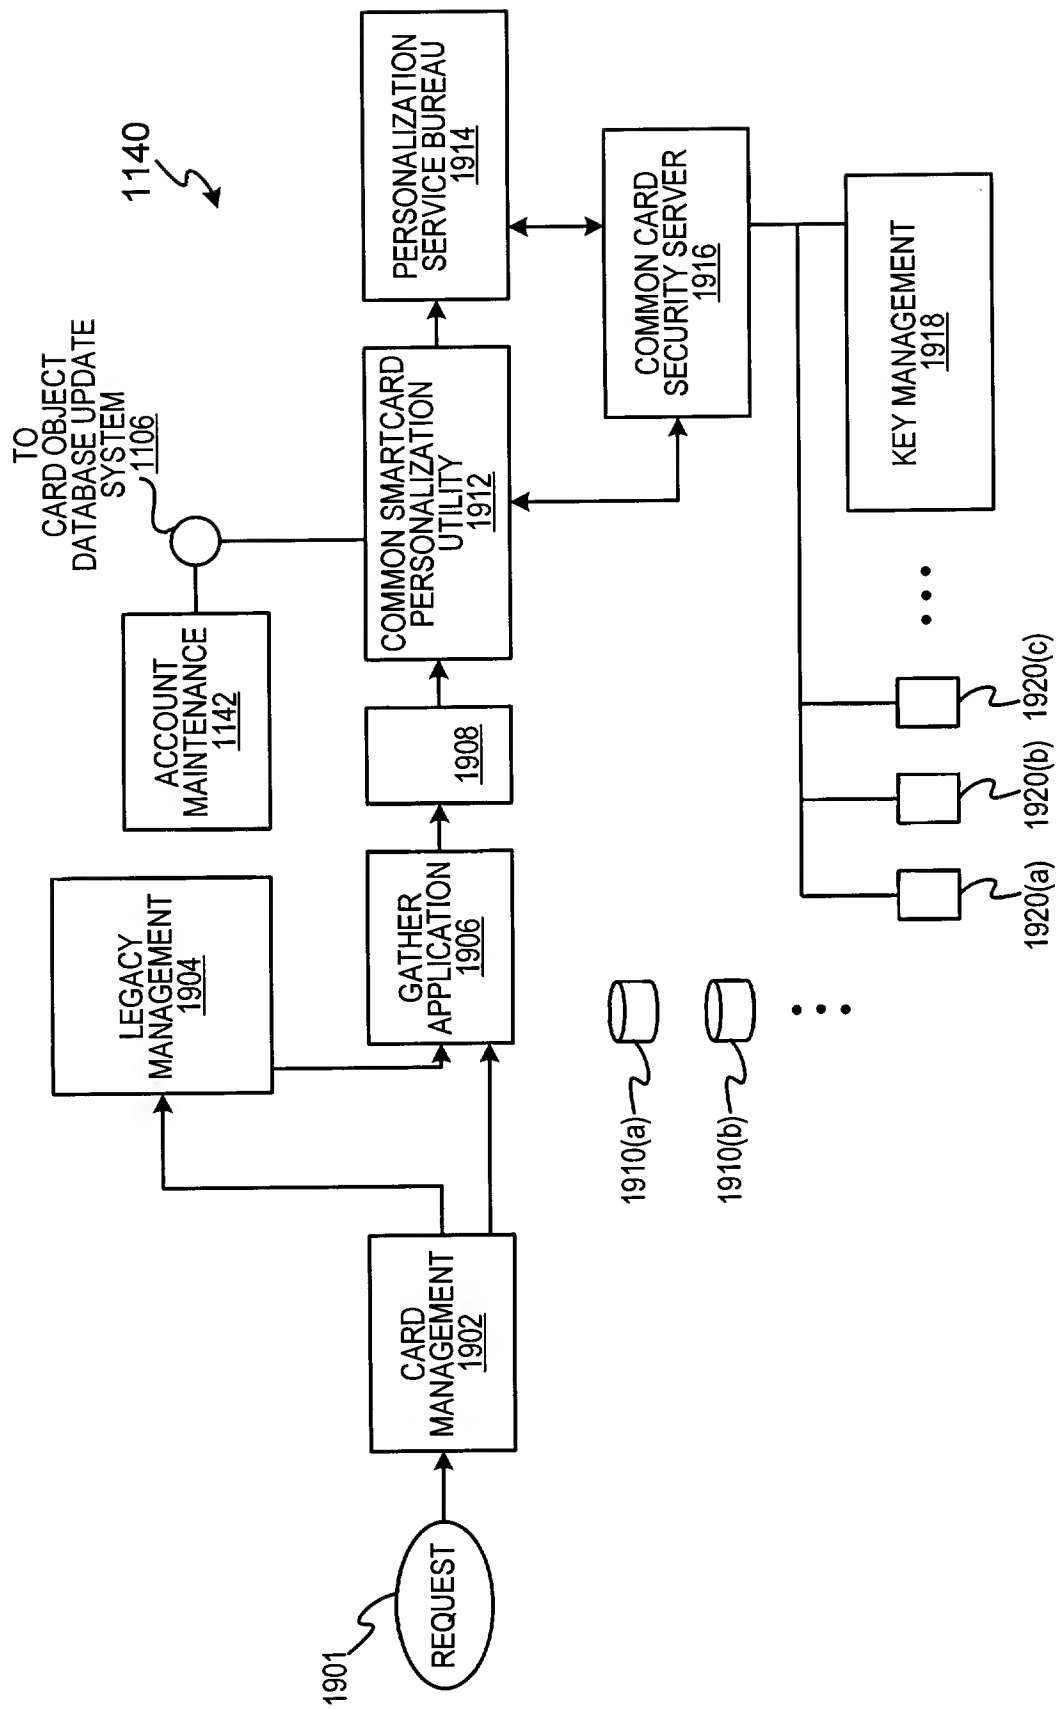 1140
TO
CARD OBJECT
DATABASE UPDATE
SYSTEM
1106
ACCOUNT
MAINTENANCE
1142
LEGACY
MANAGEMENT
1904
1901
REQUEST
CARD
MANAGEMENT
1902
GATHER
APPLICATION
1906
1908
COMMON SMARTCARD
PERSONALIZATION
UTILITY
1912
PERSONALIZATION
SERVICE BUREAU
1914
COMMON CARD
SECURITY SERVER
1916
1910(a)
1910(b)
KEY MANAGEMENT
1918
1920(a)
1920(b)
1920(c)